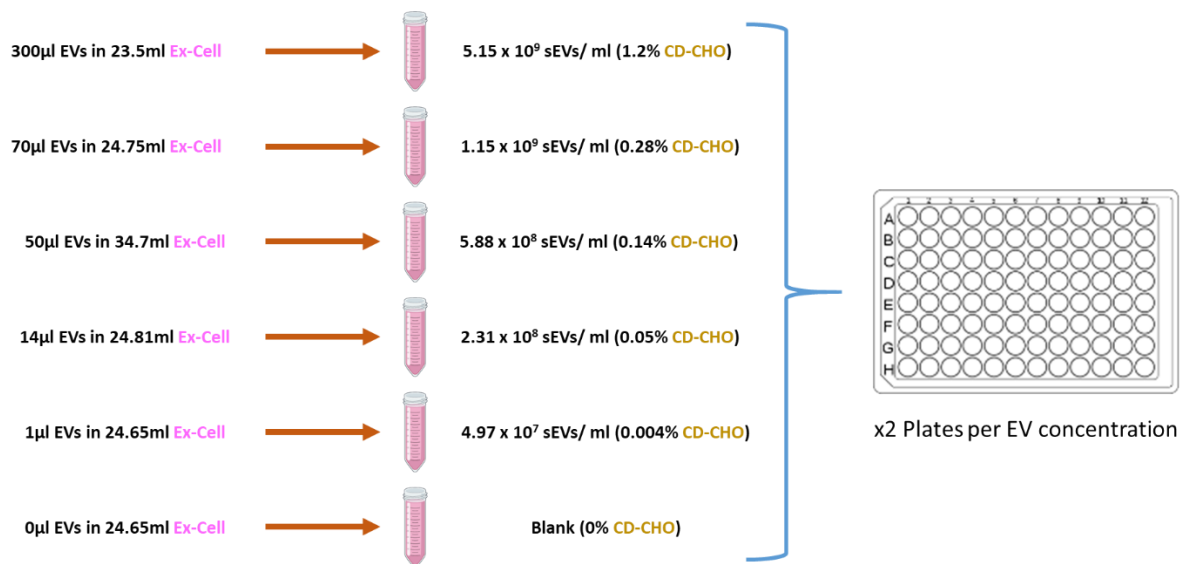 300µl EVs in 23.5ml Ex-Cell
5.15 x 10⁹ sEVs/ ml (1.2% CD-CHO)
70µl EVs in 24.75ml Ex-Cell
1.15 x 10⁹ sEVs/ ml (0.28% CD-CHO)
50µl EVs in 34.7ml Ex-Cell
5.88 x 10⁸ sEVs/ ml (0.14% CD-CHO)
14µl EVs in 24.81ml Ex-Cell
2.31 x 10⁸ sEVs/ ml (0.05% CD-CHO)
1µl EVs in 24.65ml Ex-Cell
4.97 x 10⁷ sEVs/ ml (0.004% CD-CHO)
0µl EVs in 24.65ml Ex-Cell
Blank (0% CD-CHO)
1 2 3 4 5 6 7 8 9 10 11 12
A
B
C
D
E
F
G
H
x2 Plates per EV concentration